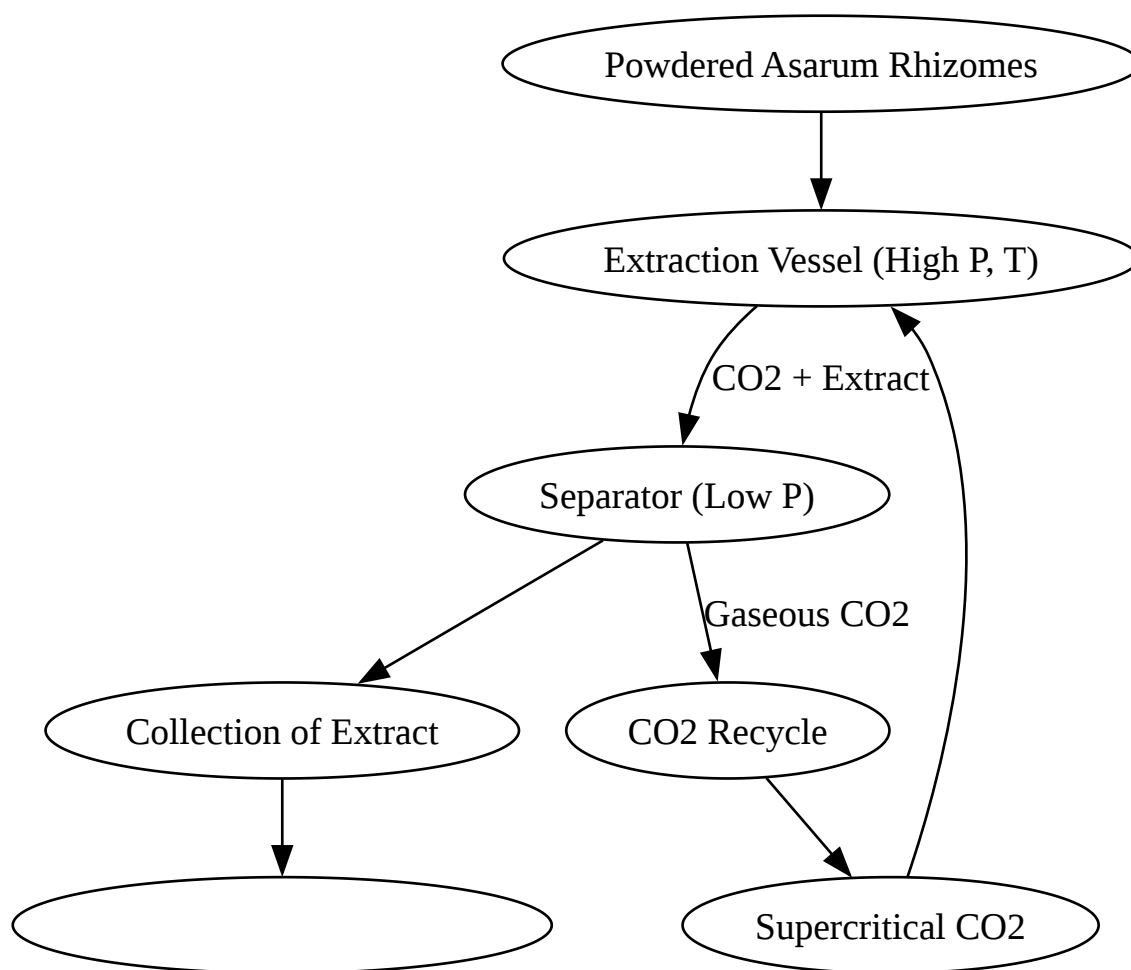 Powdered Asarum Rhizomes
Extraction Vessel (High P, T)
CO2 + Extract
Separator (Low P)
Gaseous CO2
Collection of Extract
CO2 Recycle
Supercritical CO2